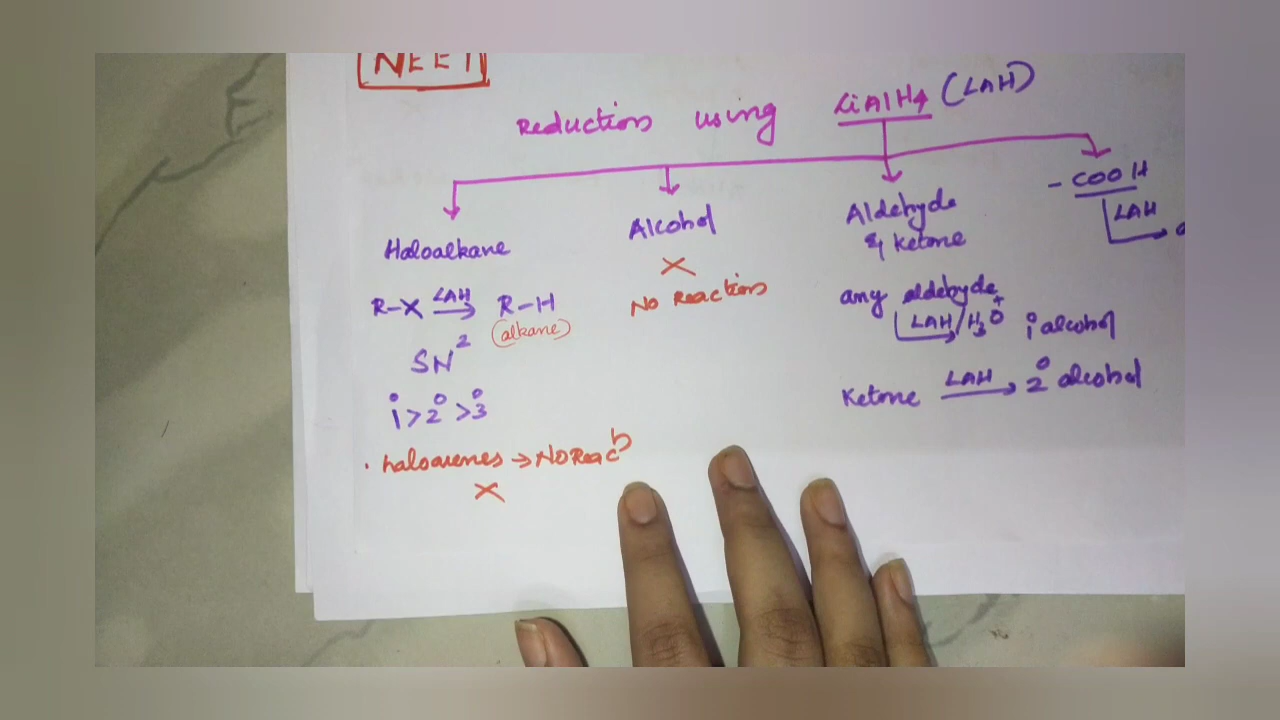 NEET
Reduction using LiAlH4 (LAH)
Haloalkane
R-X LAH→ R-H
(alkane)
SN2
1° > 2° > 3°
· haloarenes → No Reacn
×
Alcohol
×
No Reaction
Aldehyde
& Ketone
any aldehyde
LAH/H3O+ → 1° alcohol
Ketone LAH→ 2° alcohol
- COOH
LAH